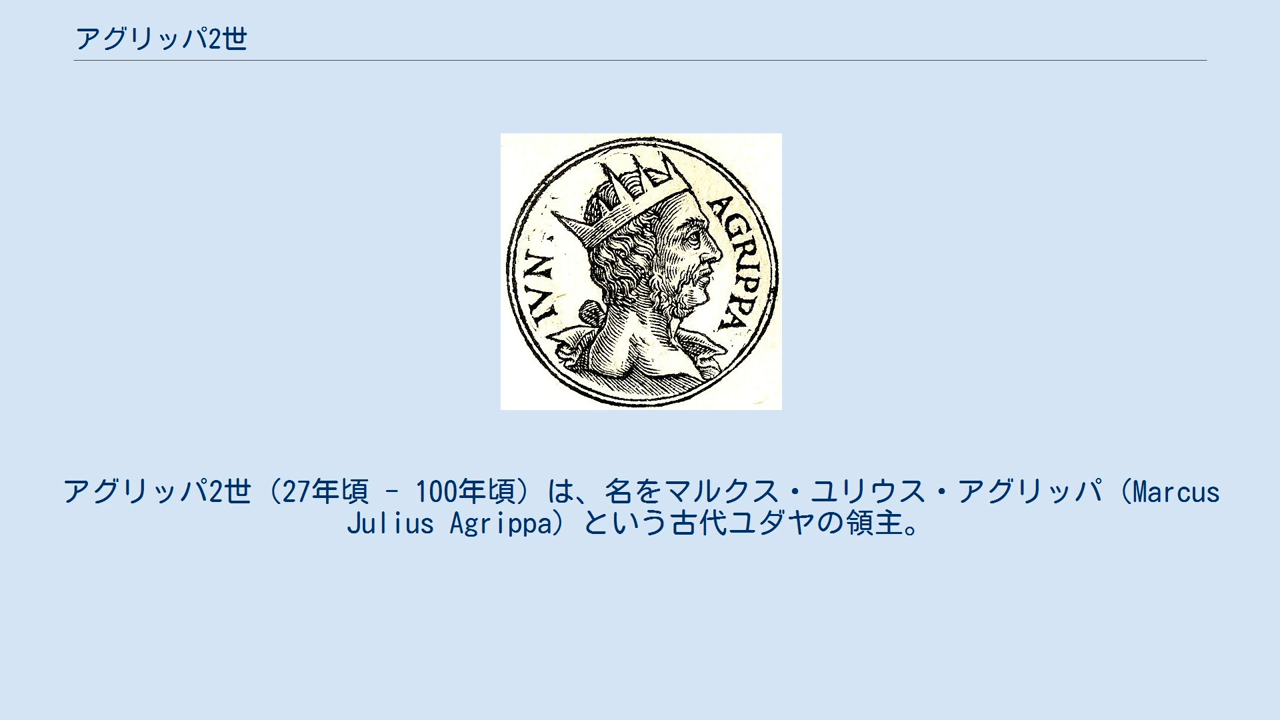 アグリッパ2世
IVN
AGRIPPA
アグリッパ2世（27年頃 - 100年頃）は、名をマルクス・ユリウス・アグリッパ（Marcus
Julius Agrippa）という古代ユダヤの領主。